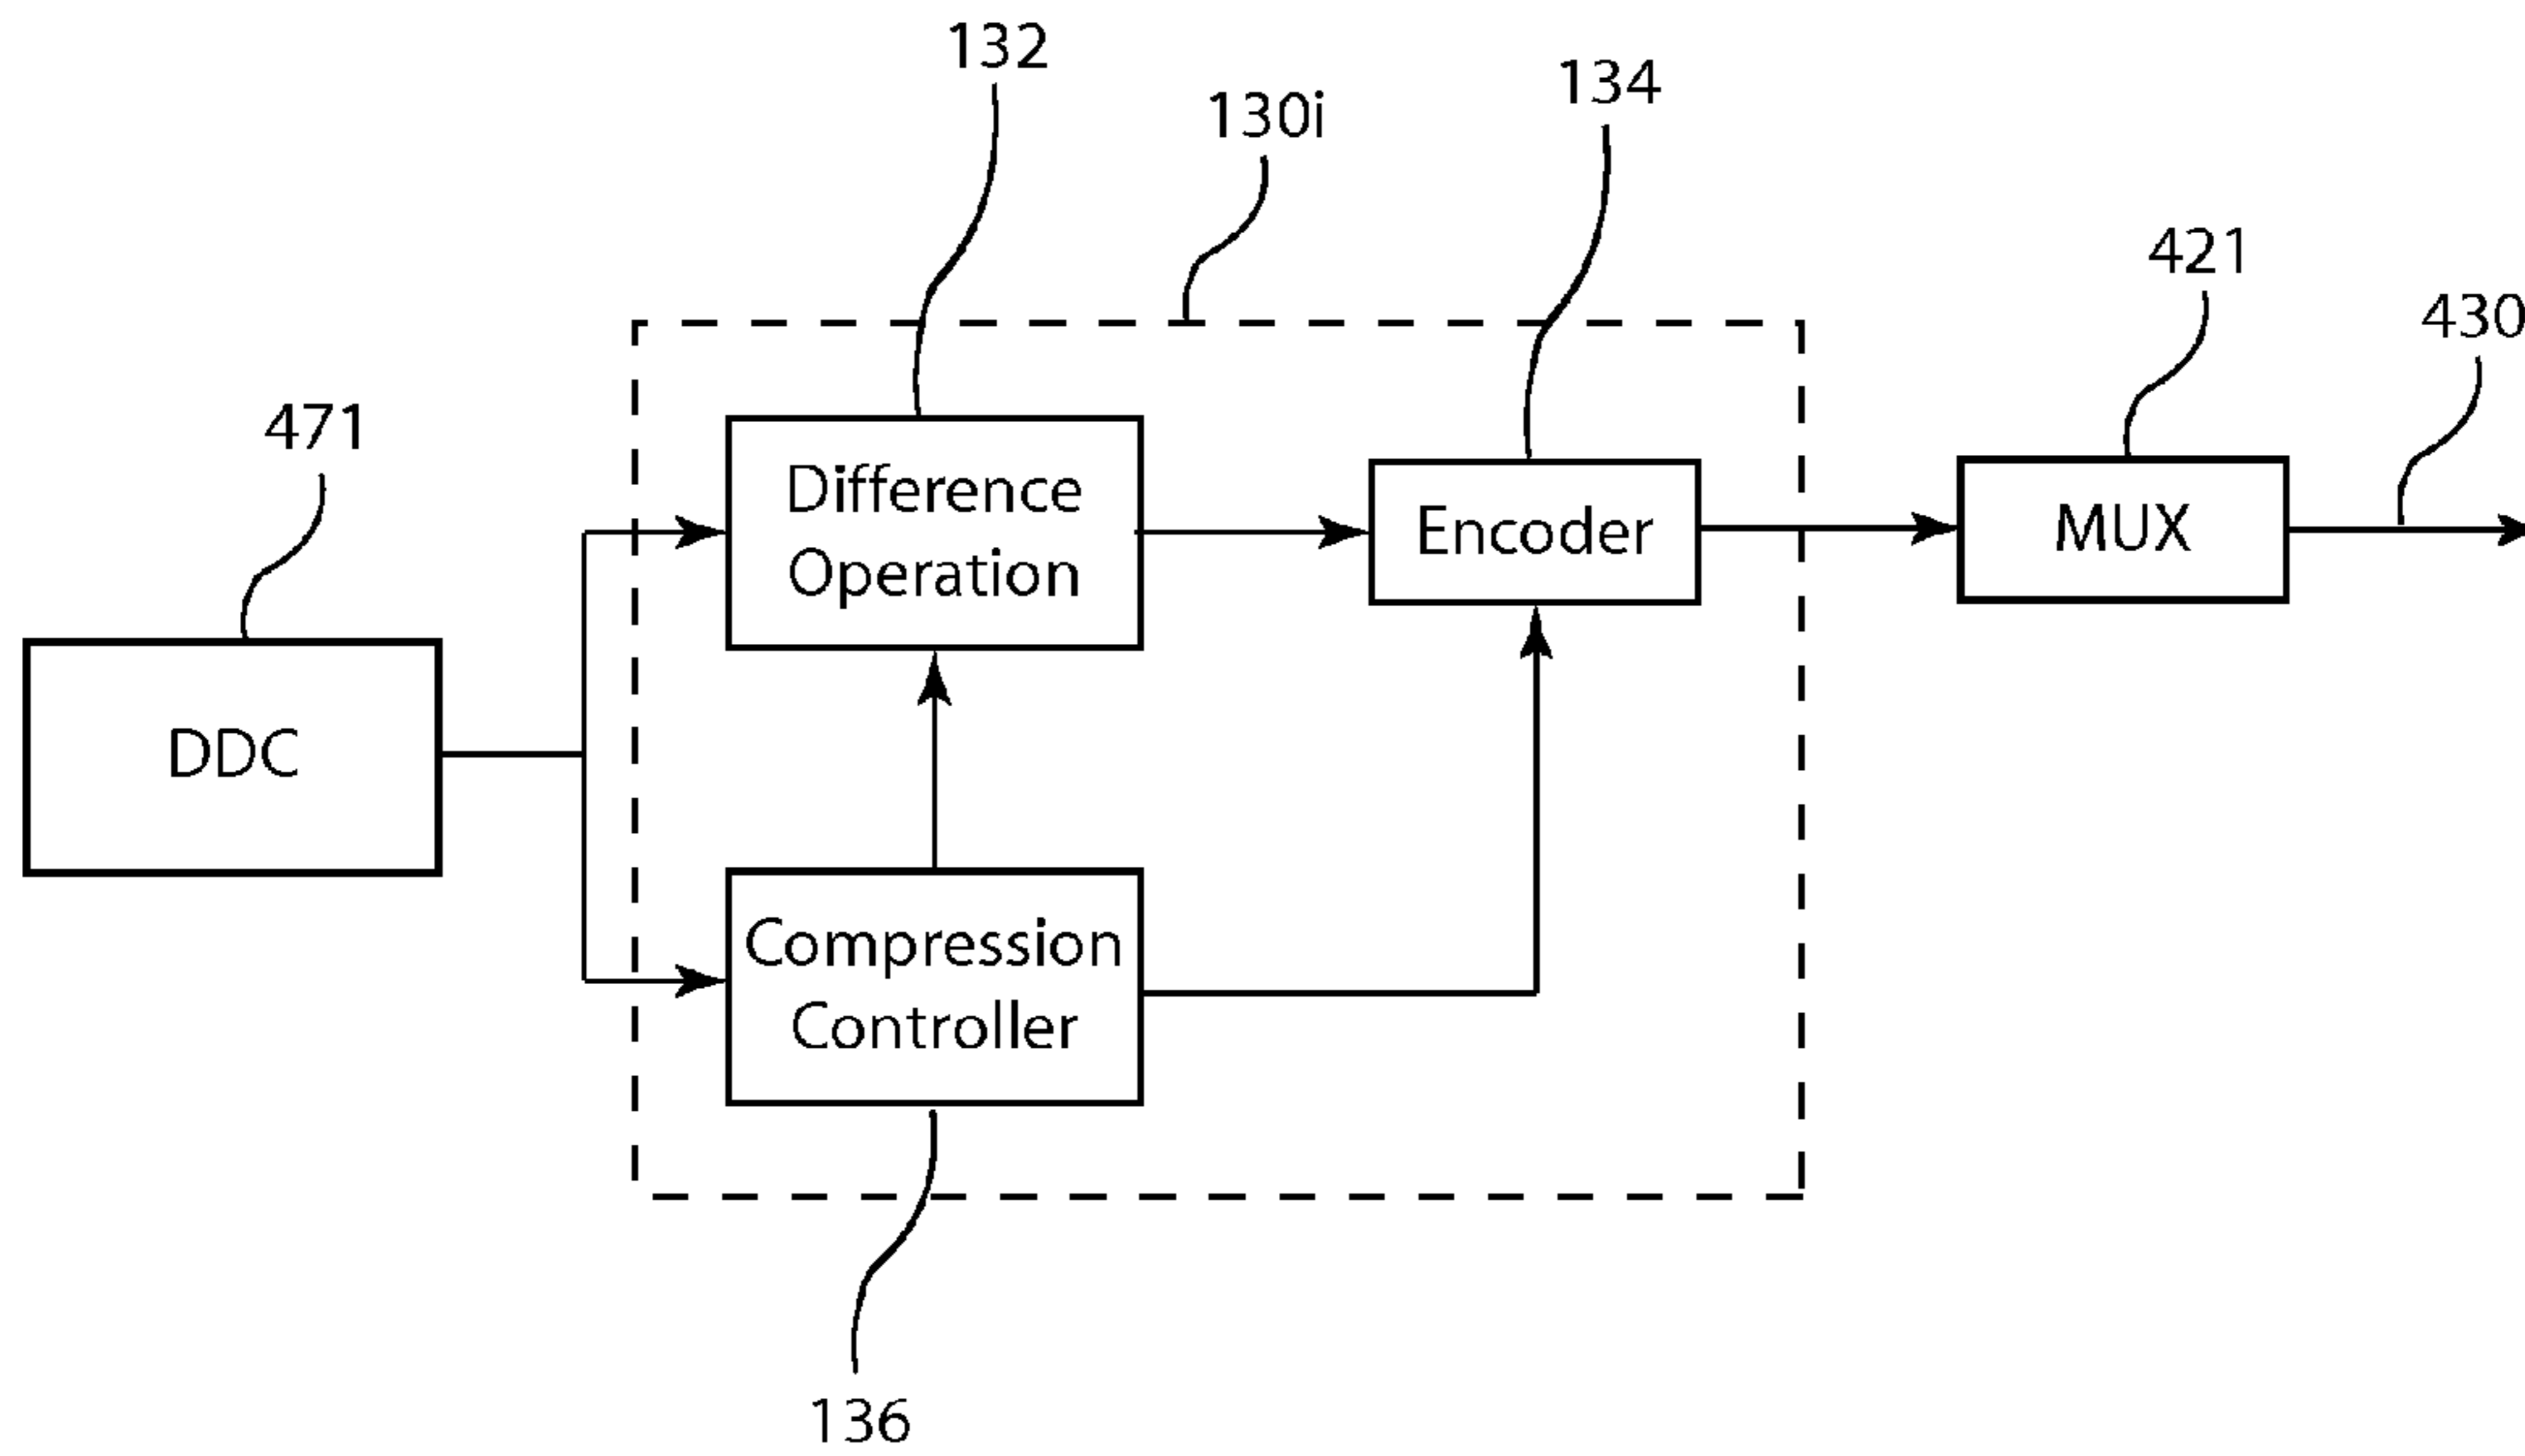 132
130i
134
421
430
471
Difference
Operation
Encoder
MUX
DDC
Compression
Controller
136